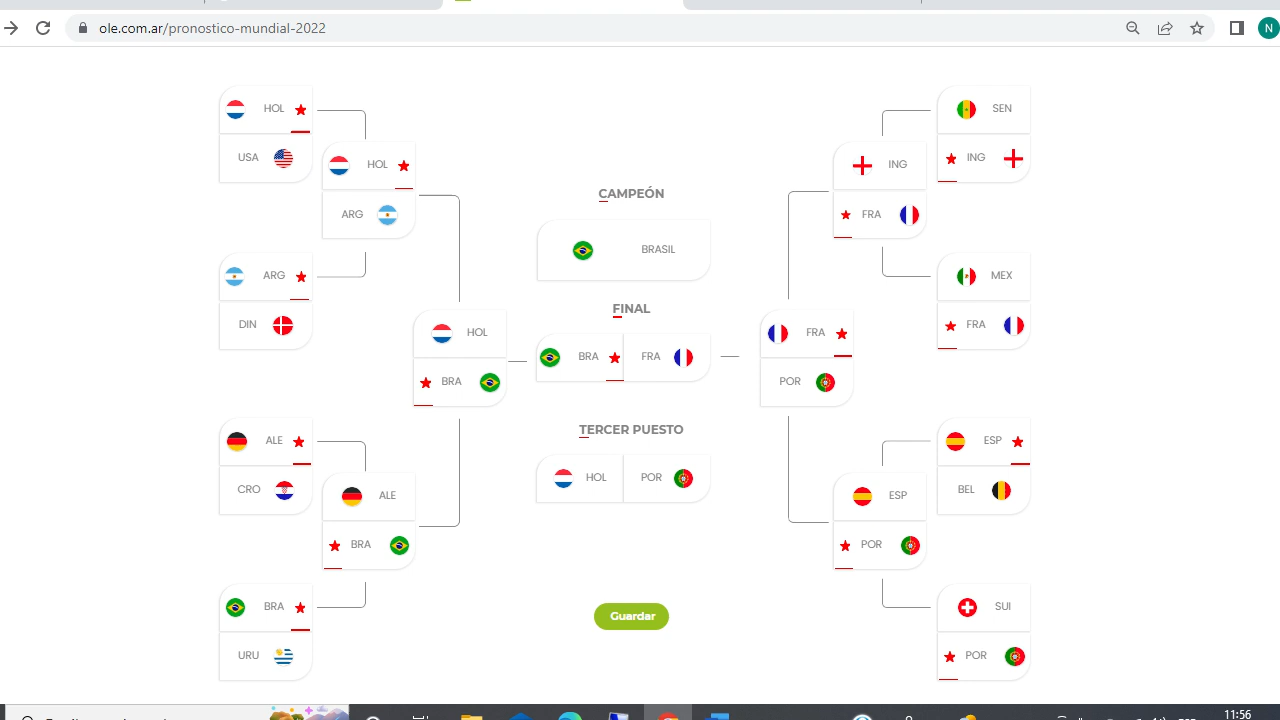 ole.com.ar/pronostico-mundial-2022
N
HOL
USA
HOL
ARG
ARG
DIN
HOL
BRA
ALE
CRO
ALE
BRA
BRA
URU
CAMPEÓN
BRASIL
FINAL
BRA FRA
TERCER PUESTO
HOL POR
Guardar
SEN
ING
ING
FRA
MEX
FRA
FRA
POR
ESP
BEL
ESP
POR
SUI
POR
11:56